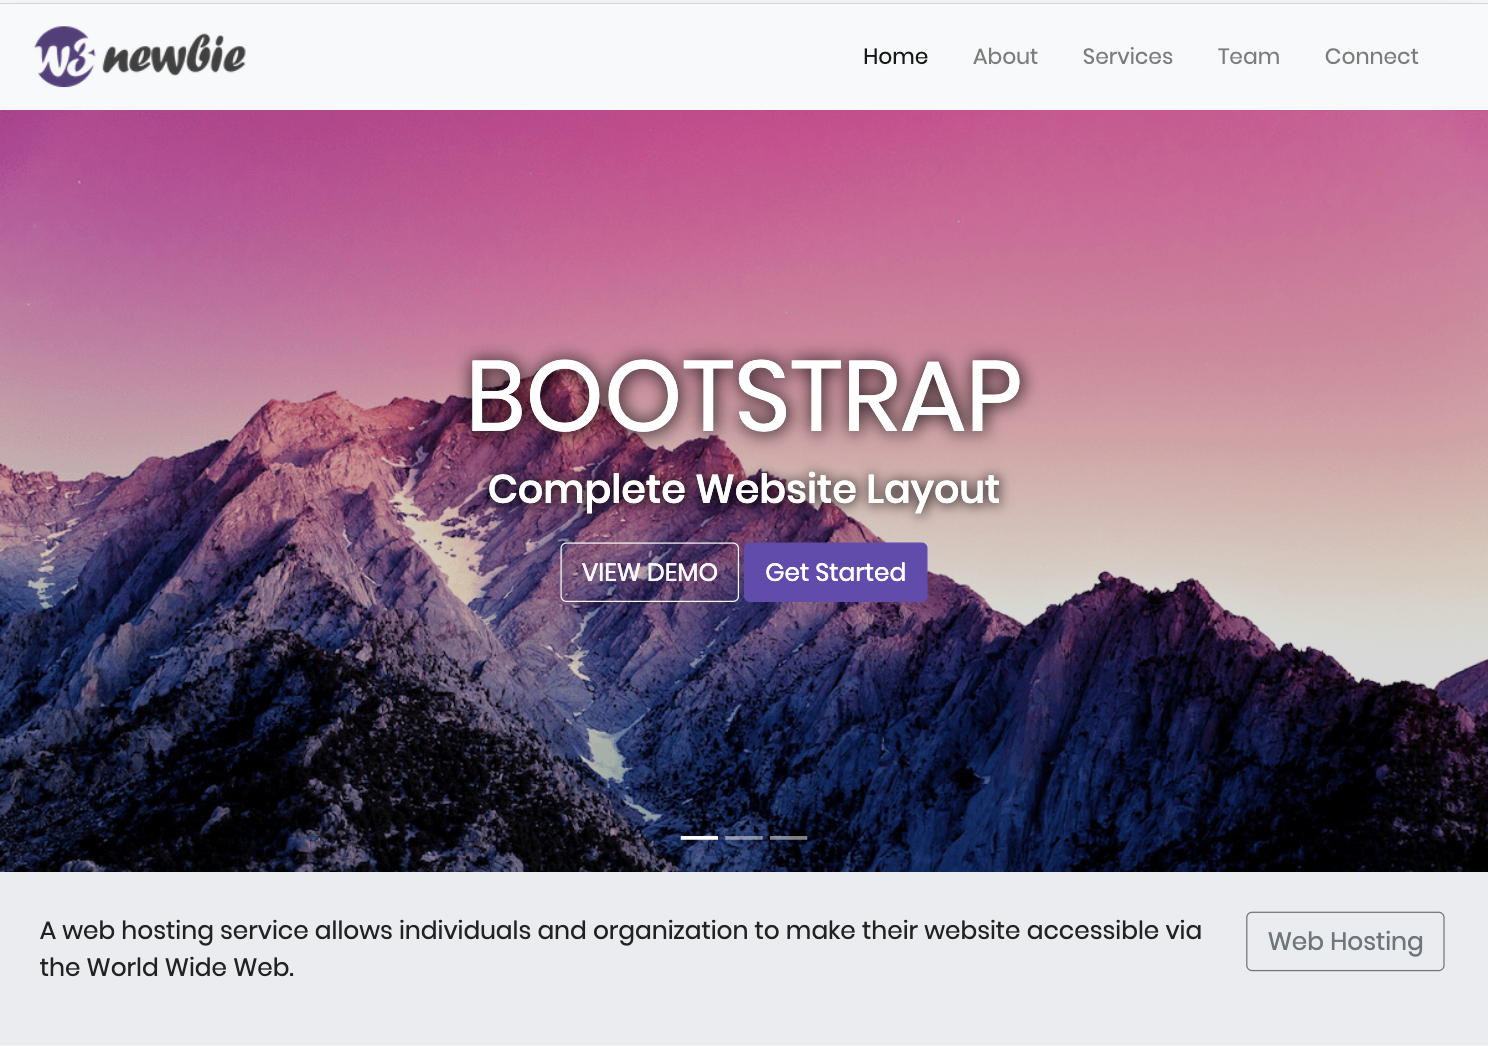 W3 newbie
Home About Services Team Connect
BOOTSTRAP
Complete Website Layout
VIEW DEMO Get Started
A web hosting service allows individuals and organization to make their website accessible via
the World Wide Web.
Web Hosting